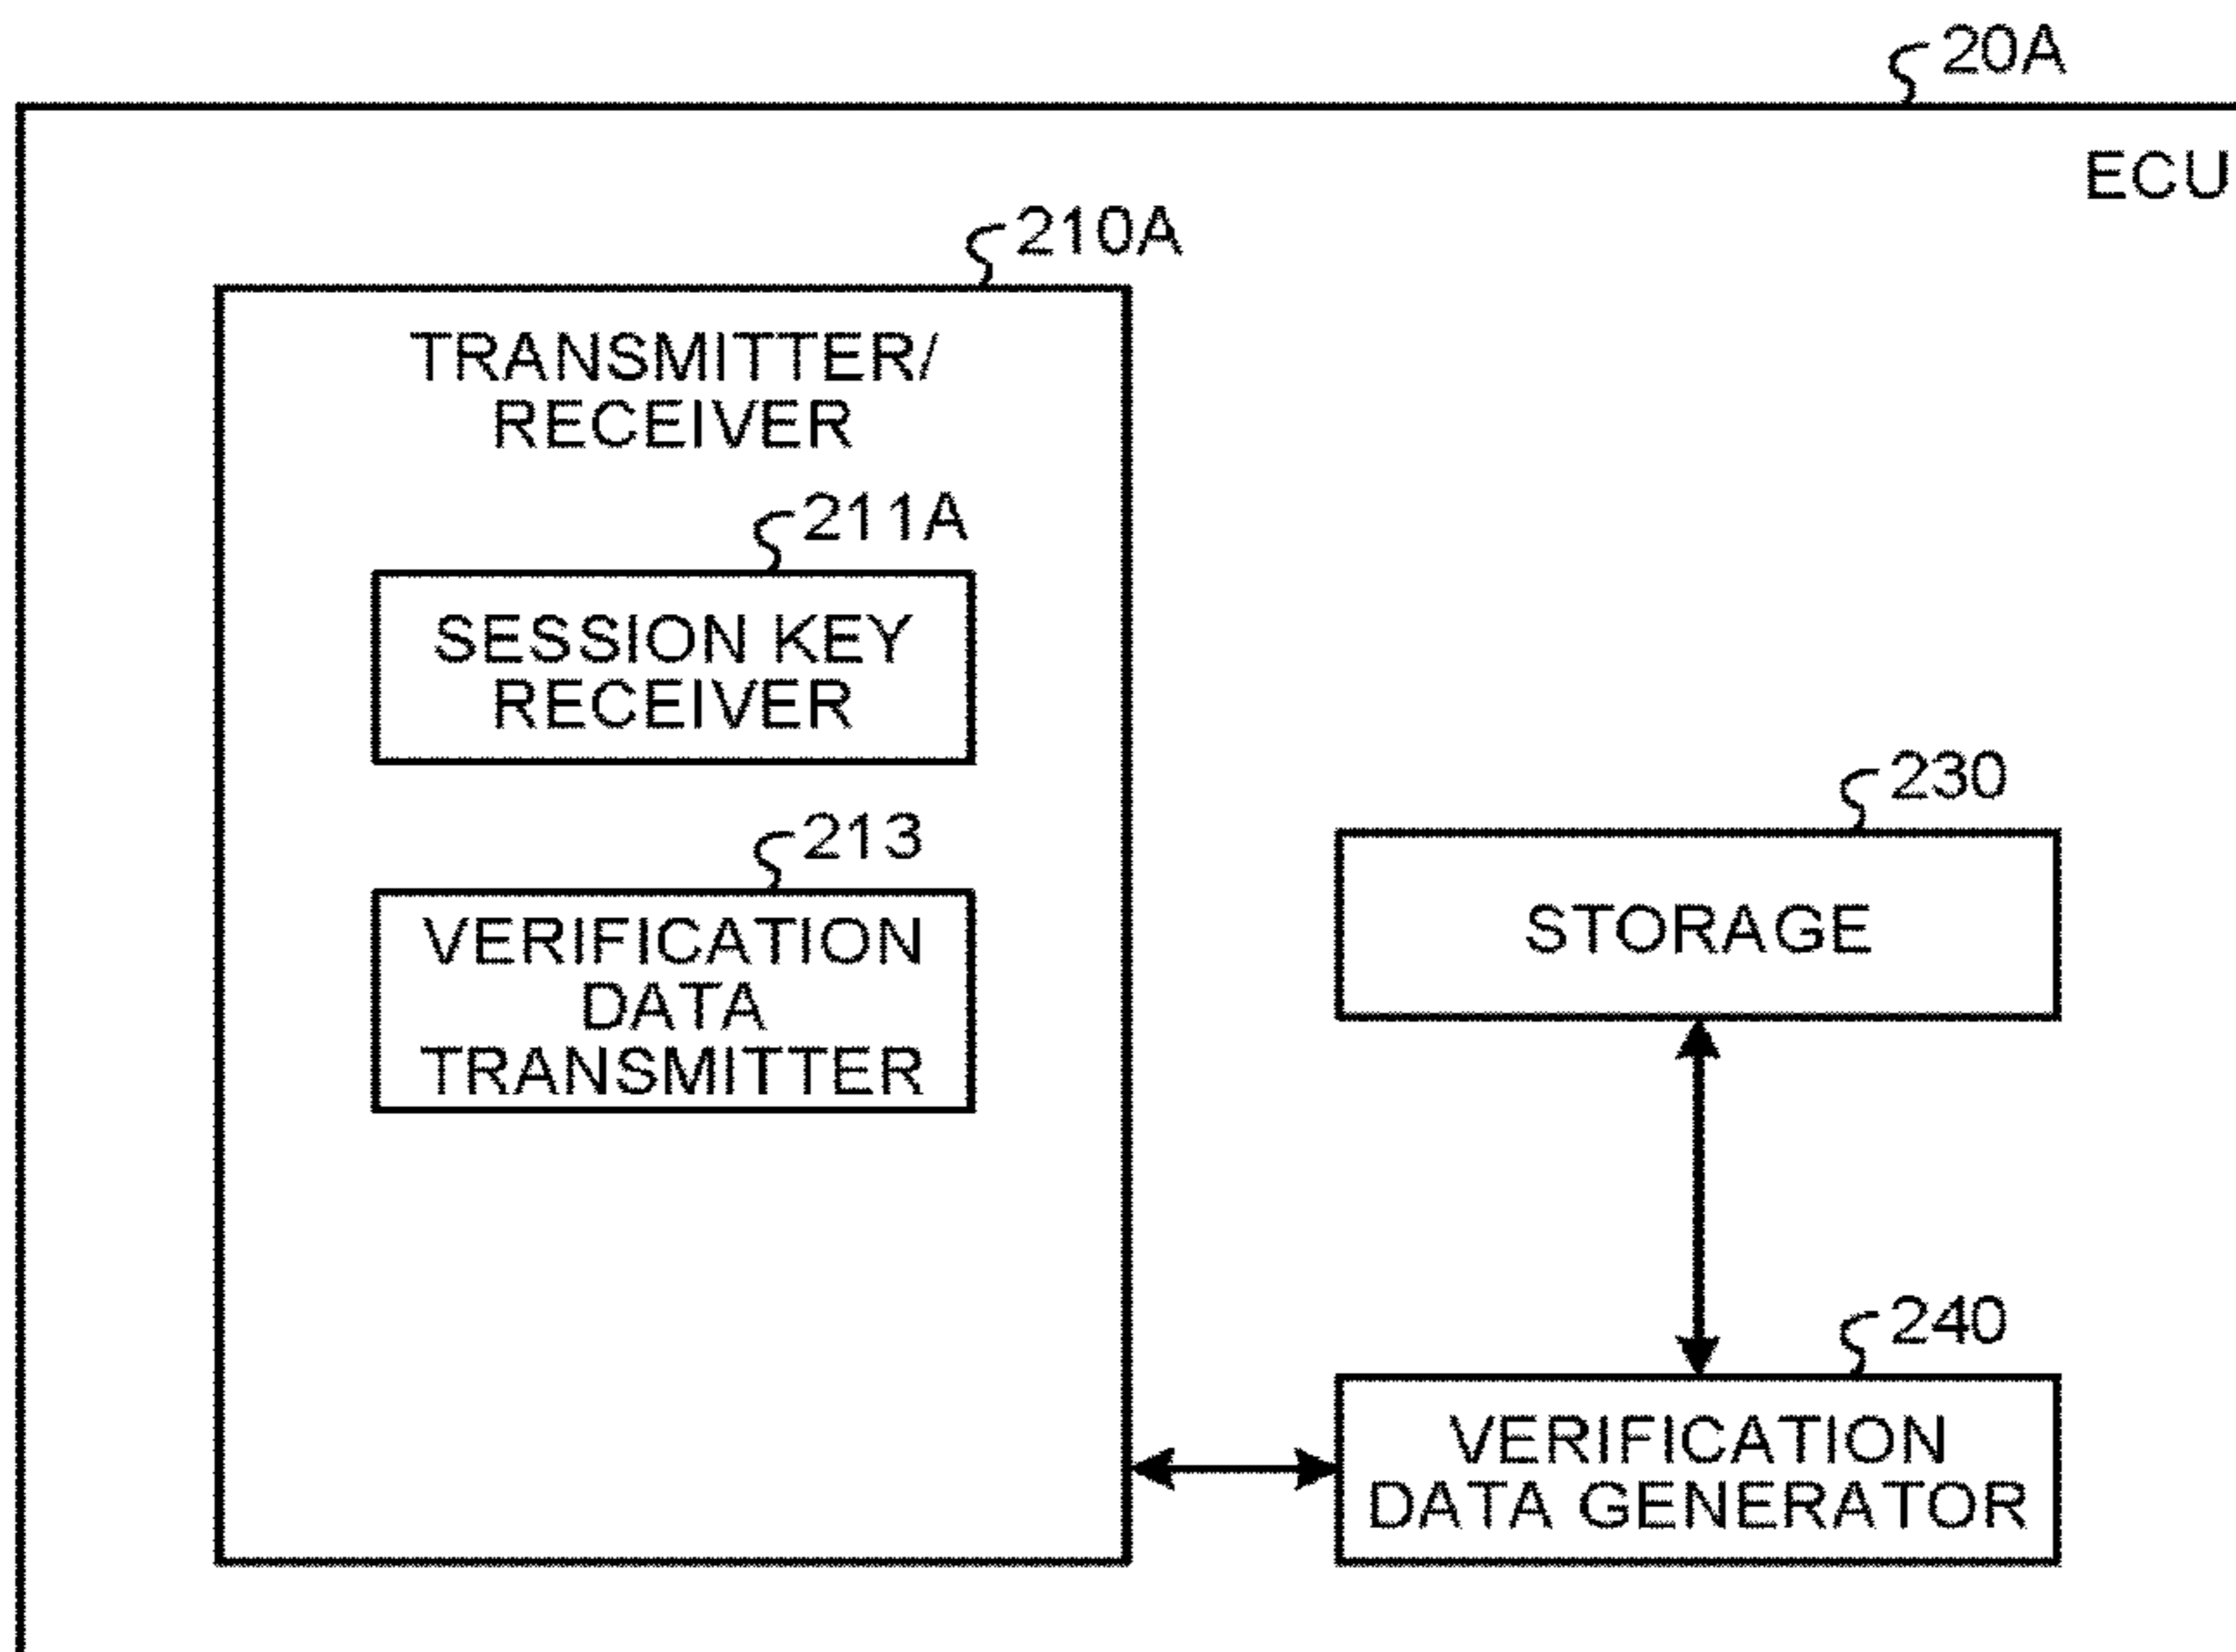 20A
ECU
210A
TRANSMITTER/
RECEIVER
211A
SESSION KEY
RECEIVER
213
VERIFICATION
DATA
TRANSMITTER
230
STORAGE
240
VERIFICATION
DATA GENERATOR